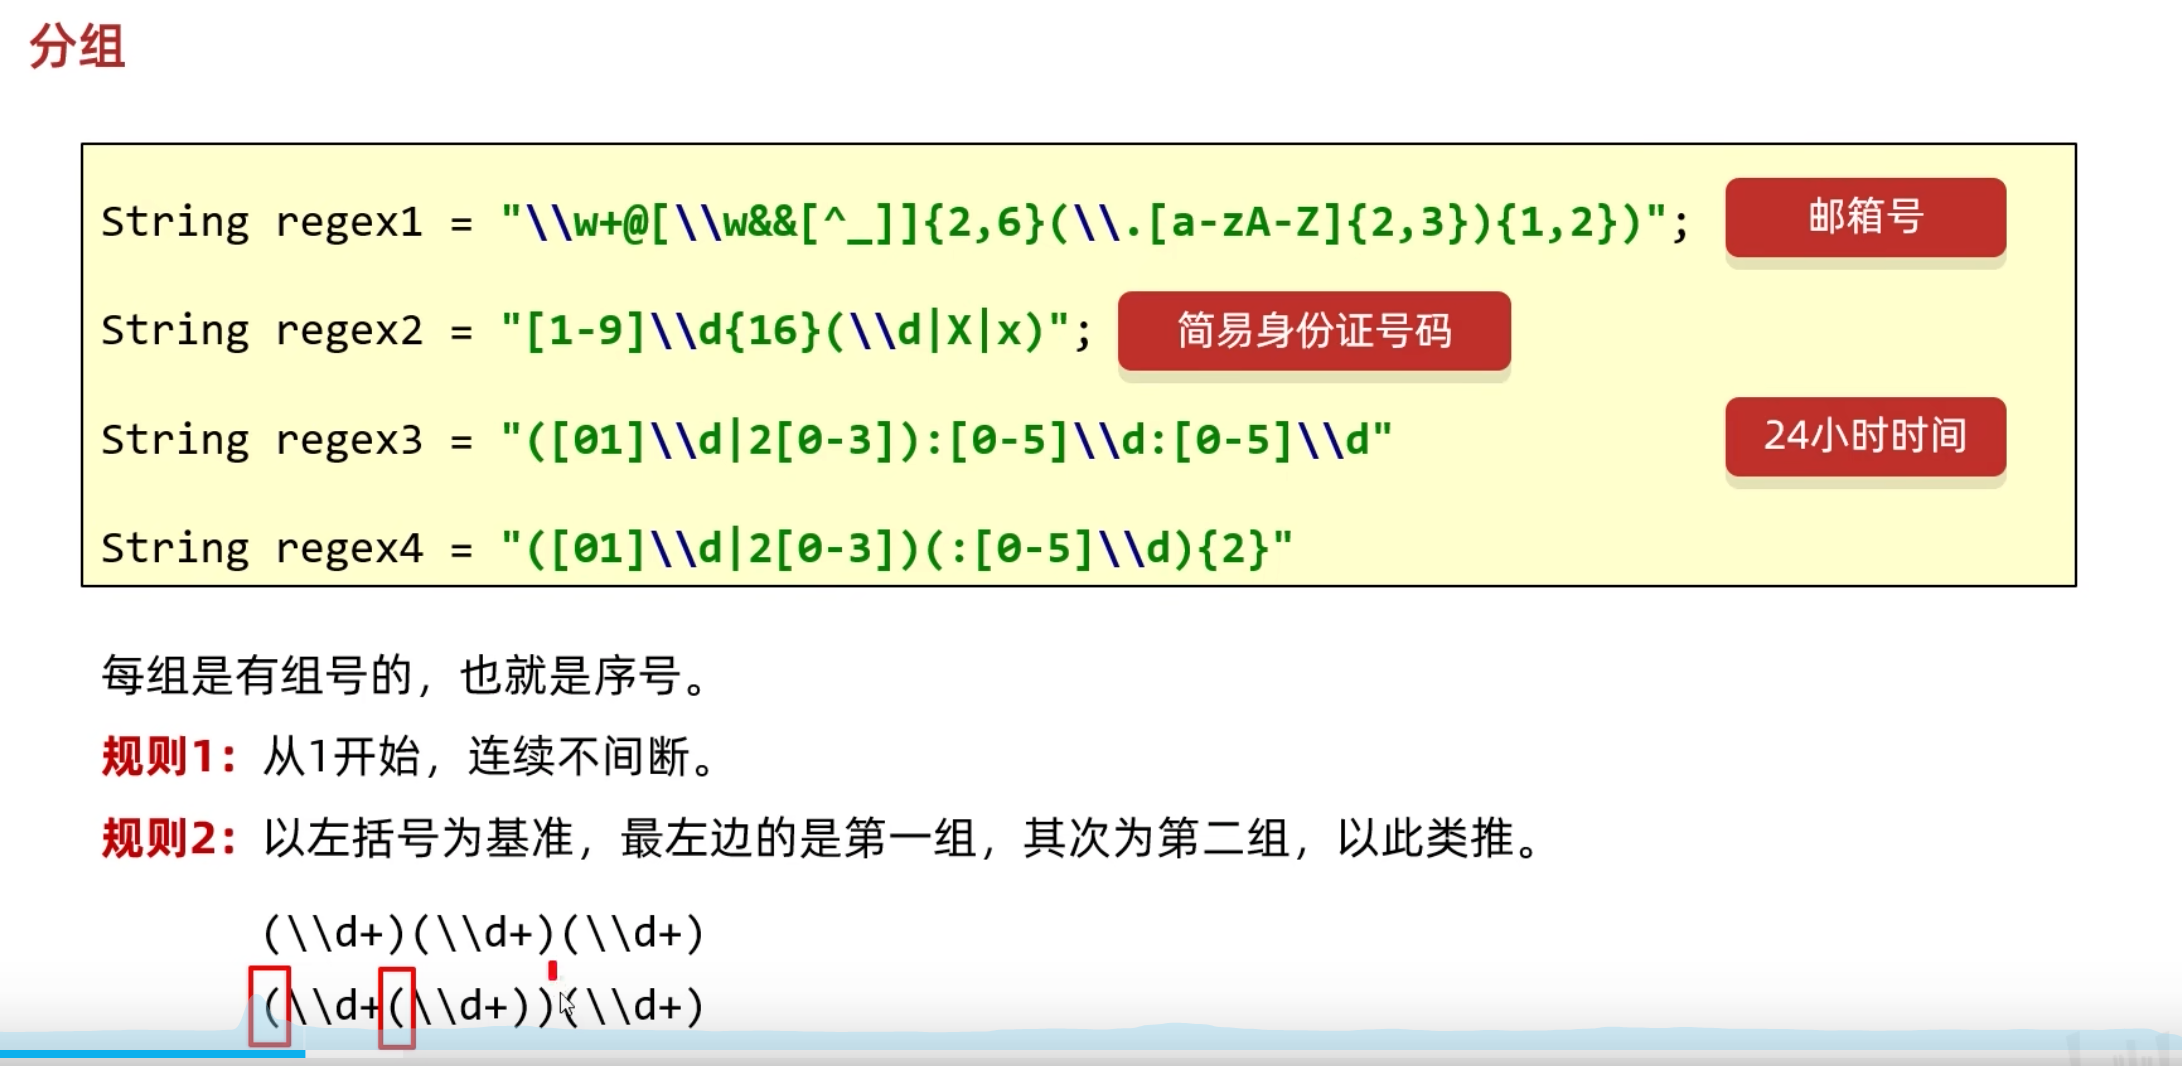 分组
String regex1 = "\\w+@[\\w&&[^_]]{2,6}(\\.[a-zA-Z]{2,3}){1,2})"; 邮箱号
String regex2 = "[1-9]\\d{16}(\\d|X|x)"; 简易身份证号码
String regex3 = "([01]\\d|2[0-3]):[0-5]\\d:[0-5]\\d" 24小时时间
String regex4 = "([01]\\d|2[0-3])(:[0-5]\\d){2}"
每组是有组号的，也就是序号。
规则1：从1开始，连续不间断。
规则2：以左括号为基准，最左边的是第一组，其次为第二组，以此类推。
(\\d+)(\\d+)(\\d+)
(\\d+(\\d+))(\\d+)